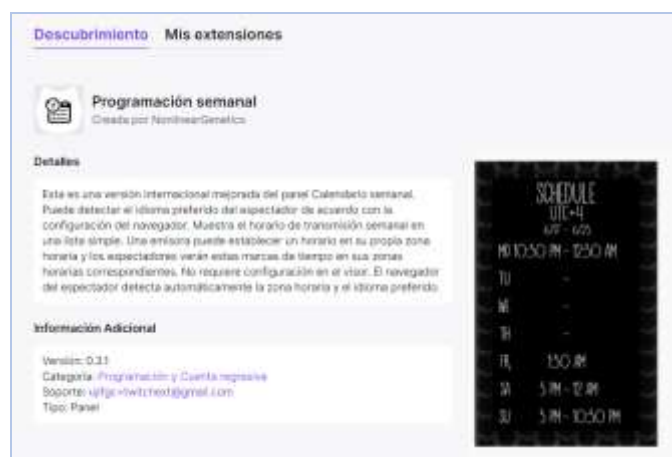 Descubrimiento Mis extensiones
Programación semanal
Creada por NonlinearGenetics
Detalles
Esta es una versión internacional mejorada del panel Calendario semanal.
Puede detectar el idioma preferido del espectador de acuerdo con la
configuración del navegador. Muestra el horario de transmisión semanal en
una lista simple. Una emisora puede establecer un horario en su propia zona
horaria y los espectadores verán estas marcas de tiempo en sus zonas
horarias correspondientes. No requiere configuración en el visor. El navegador
del espectador detecta automáticamente la zona horaria y el idioma preferido.
Información Adicional
Versión: 0.3.1
Categoría: Programación y Cuenta regresiva
Soporte:
Tipo: Panel
SCHEDULE
UTC+4
MO 10:50 PM - 12:50 AM
TU -
WE -
TH -
FR 1:50 AM
SA 5 PM - 12 AM
SU 5 PM - 10:50 PM